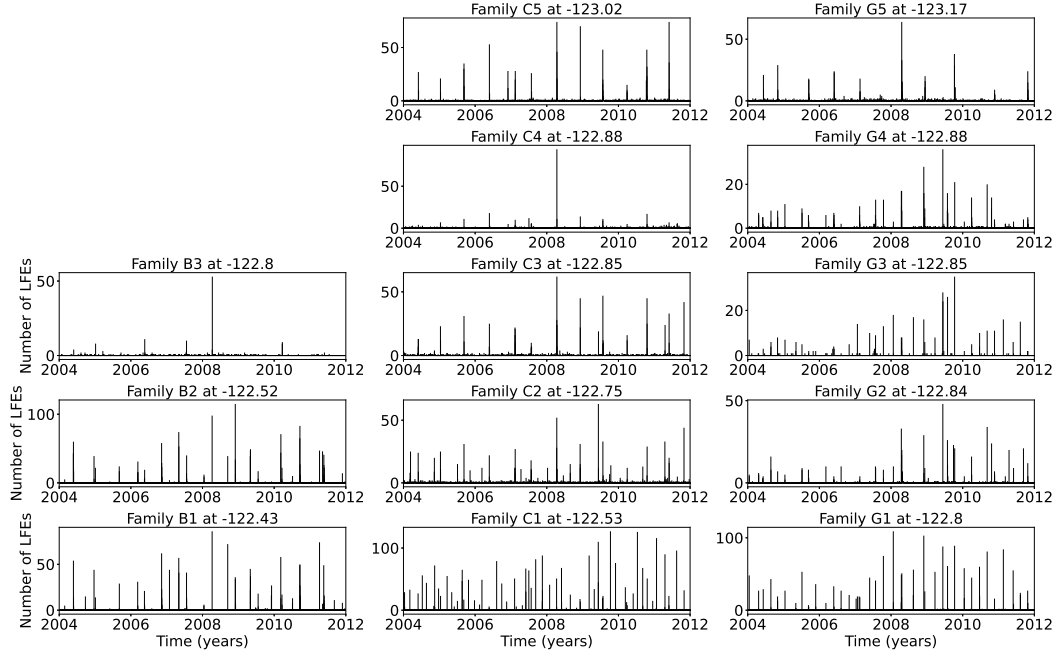 Family C5 at -123.02
Family G5 at -123.17
50
0
2004 2006 2008 2010 2012
50
0
2004 2006 2008 2010 2012
Family C4 at -122.88
Family G4 at -122.88
50
0
2004 2006 2008 2010 2012
20
0
2004 2006 2008 2010 2012
Family B3 at -122.8
Family C3 at -122.85
Family G3 at -122.85
Number of LFEs
50
0
2004 2006 2008 2010 2012
50
0
2004 2006 2008 2010 2012
20
0
2004 2006 2008 2010 2012
Family B2 at -122.52
Family C2 at -122.75
Family G2 at -122.84
Number of LFEs
100
0
2004 2006 2008 2010 2012
50
0
2004 2006 2008 2010 2012
50
0
2004 2006 2008 2010 2012
Family B1 at -122.43
Family C1 at -122.53
Family G1 at -122.8
Number of LFEs
50
0
2004 2006 2008 2010 2012
Time (years)
100
0
2004 2006 2008 2010 2012
Time (years)
100
50
0
2004 2006 2008 2010 2012
Time (years)